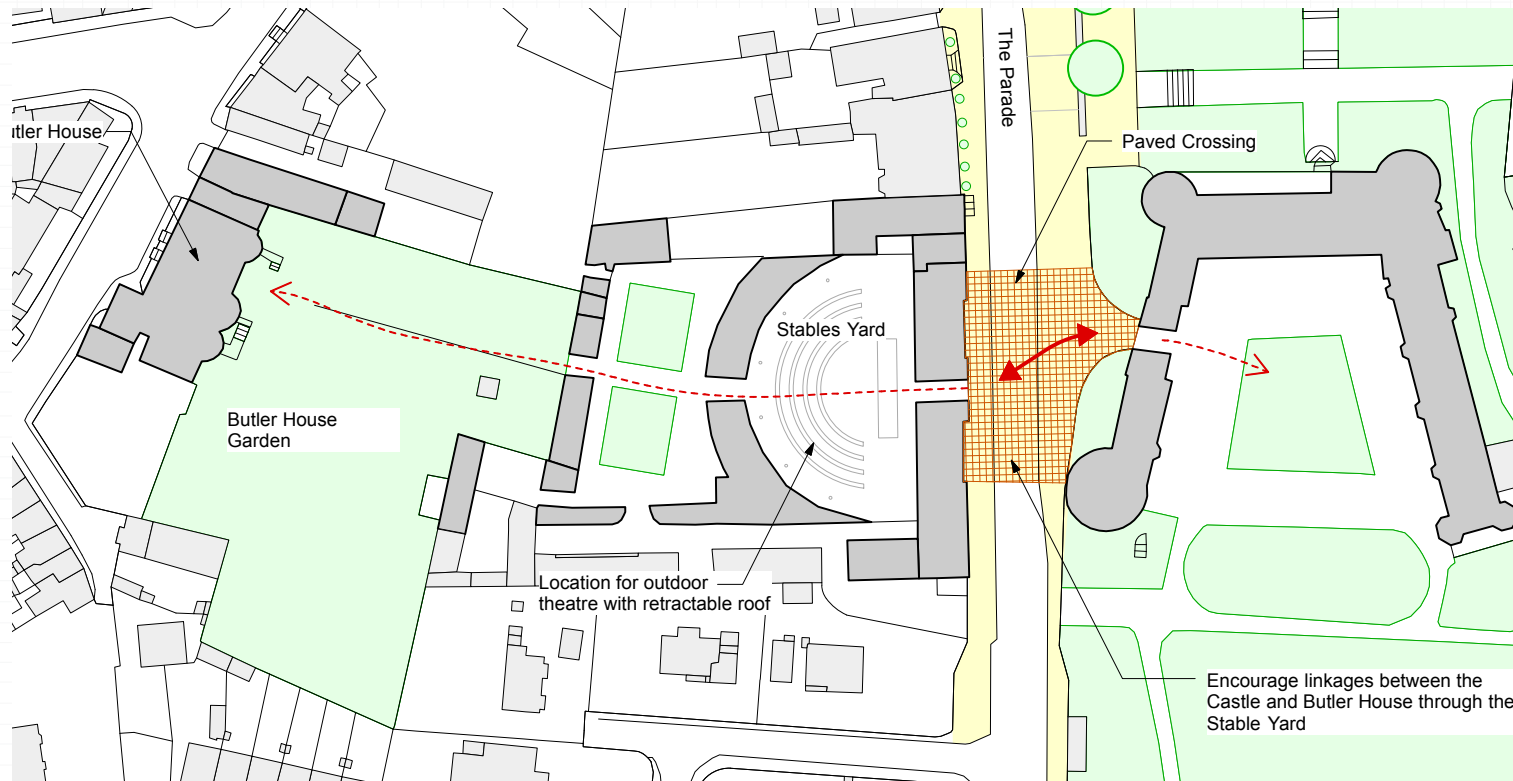 The Parade
utler House
Paved Crossing
Stables Yard
Butler House
Garden
Location for outdoor
theatre with retractable roof
Encourage linkages between the
Castle and Butler House through the
Stable Yard